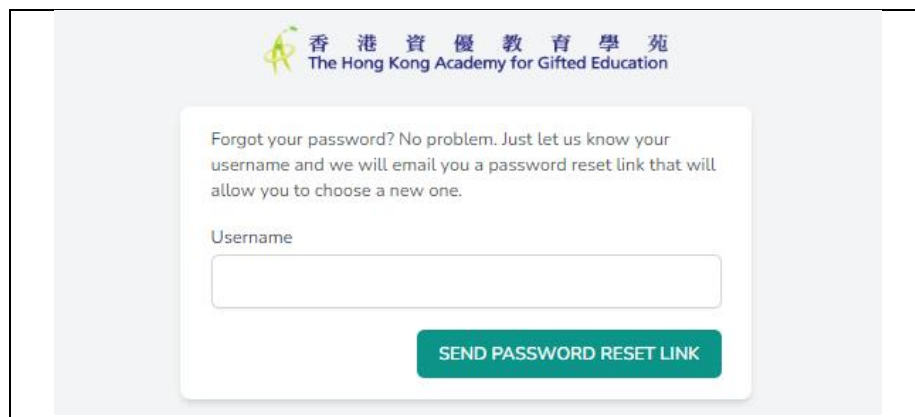 香港資優教育學苑
The Hong Kong Academy for Gifted Education
Forgot your password? No problem. Just let us know your
username and we will email you a password reset link that will
allow you to choose a new one.
Username
SEND PASSWORD RESET LINK